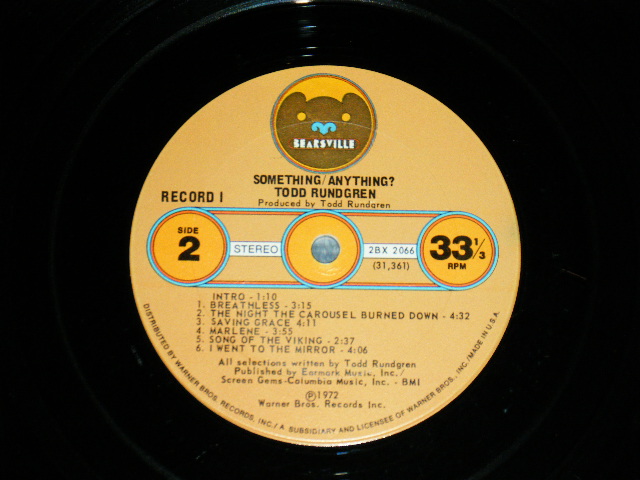 BEARSVILLE
SOMETHING/ANYTHING?
TODD RUNDGREN
Produced by Todd Rundgren
RECORD 1
SIDE
2
STEREO
2BX 2066
(31,361)
33 1/3
RPM
INTRO - 1:10
1. BREATHLESS - 3:15
2. THE NIGHT THE CAROUSEL BURNED DOWN - 4:32
3. SAVING GRACE 4:11
4. MARLENE - 3:55
5. SONG OF THE VIKING - 2:37
6. I WENT TO THE MIRROR - 4:06
All selections written by Todd Rundgren
Published by Earmark Music, Inc./
Screen Gems-Columbia Music, Inc. - BMI
Ⓟ1972
Warner Bros. Records Inc.
DISTRIBUTED BY WARNER BROS. RECORDS, INC./A SUBSIDIARY AND LICENSEE OF WARNER BROS. INC./MADE IN U.S.A.